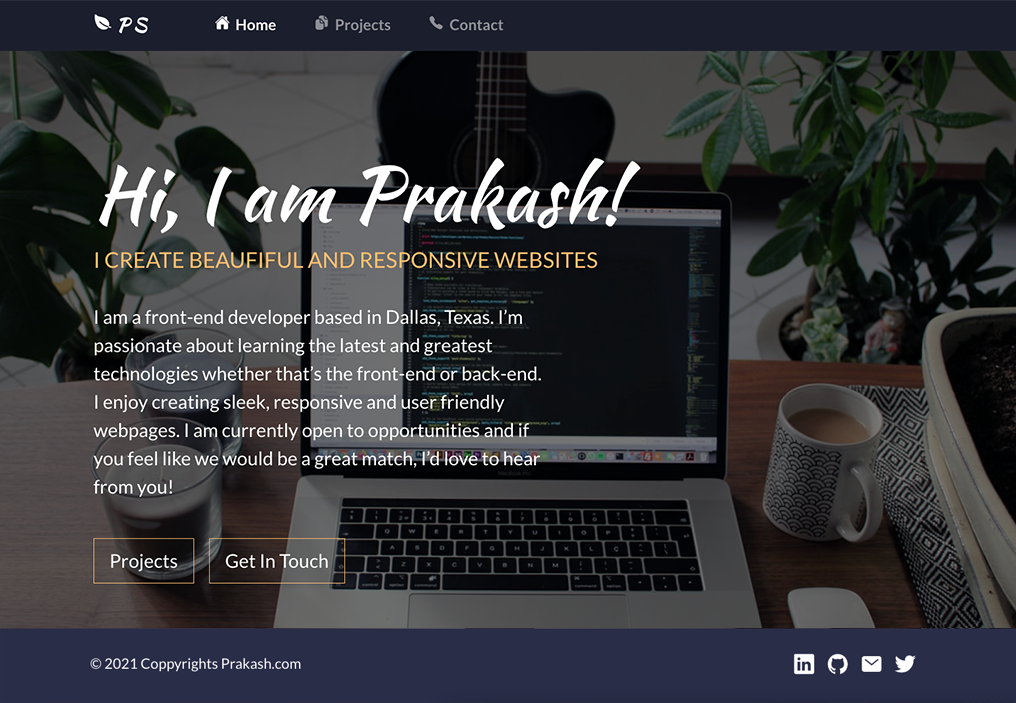 PS
Home
Projects
Contact
Hi, I am Prakash!
I CREATE BEAUFIFUL AND RESPONSIVE WEBSITES
I am a front-end developer based in Dallas, Texas. I’m
passionate about learning the latest and greatest
technologies whether that’s the front-end or back-end.
I enjoy creating sleek, responsive and user friendly
webpages. I am currently open to opportunities and if
you feel like we would be a great match, I’d love to hear
from you!
Projects
Get In Touch
© 2021 Coppyrights Prakash.com
in